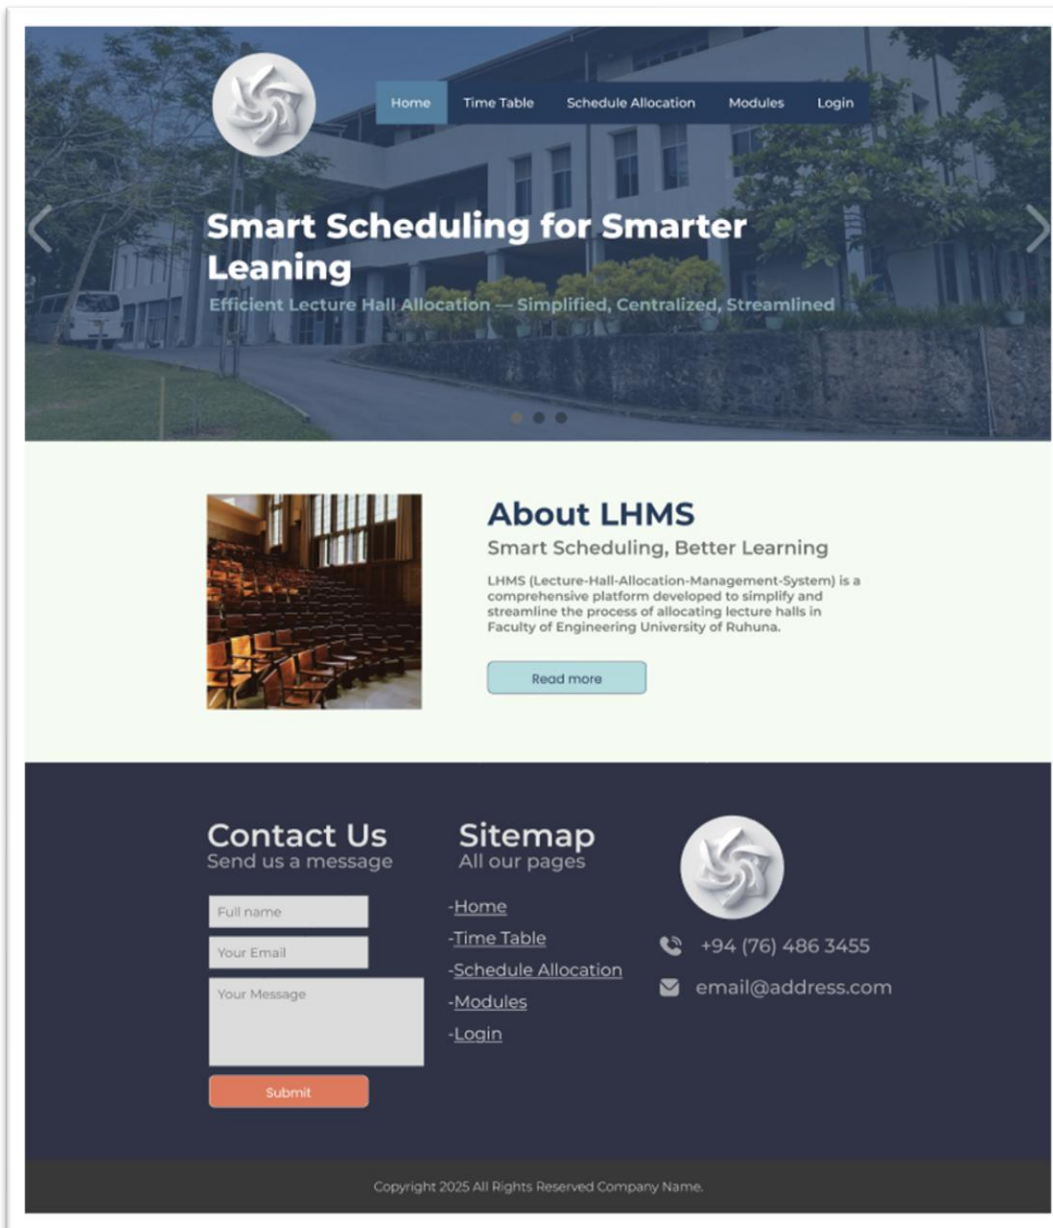 Home
Time Table
Schedule Allocation
Modules
Login
Smart Scheduling for Smarter
Leaning
Efficient Lecture Hall Allocation — Simplified, Centralized, Streamlined
About LHMS
Smart Scheduling, Better Learning
LHMS (Lecture-Hall-Allocation-Management-System) is a
comprehensive platform developed to simplify and
streamline the process of allocating lecture halls in
Faculty of Engineering University of Ruhuna.
Read more
Contact Us
Send us a message
Full name
Your Email
Your Message
Submit
Sitemap
All our pages
-Home
-Time Table
-Schedule Allocation
-Modules
-Login
+94 (76) 486 3455
email@address.com
Copyright 2025 All Rights Reserved Company Name.